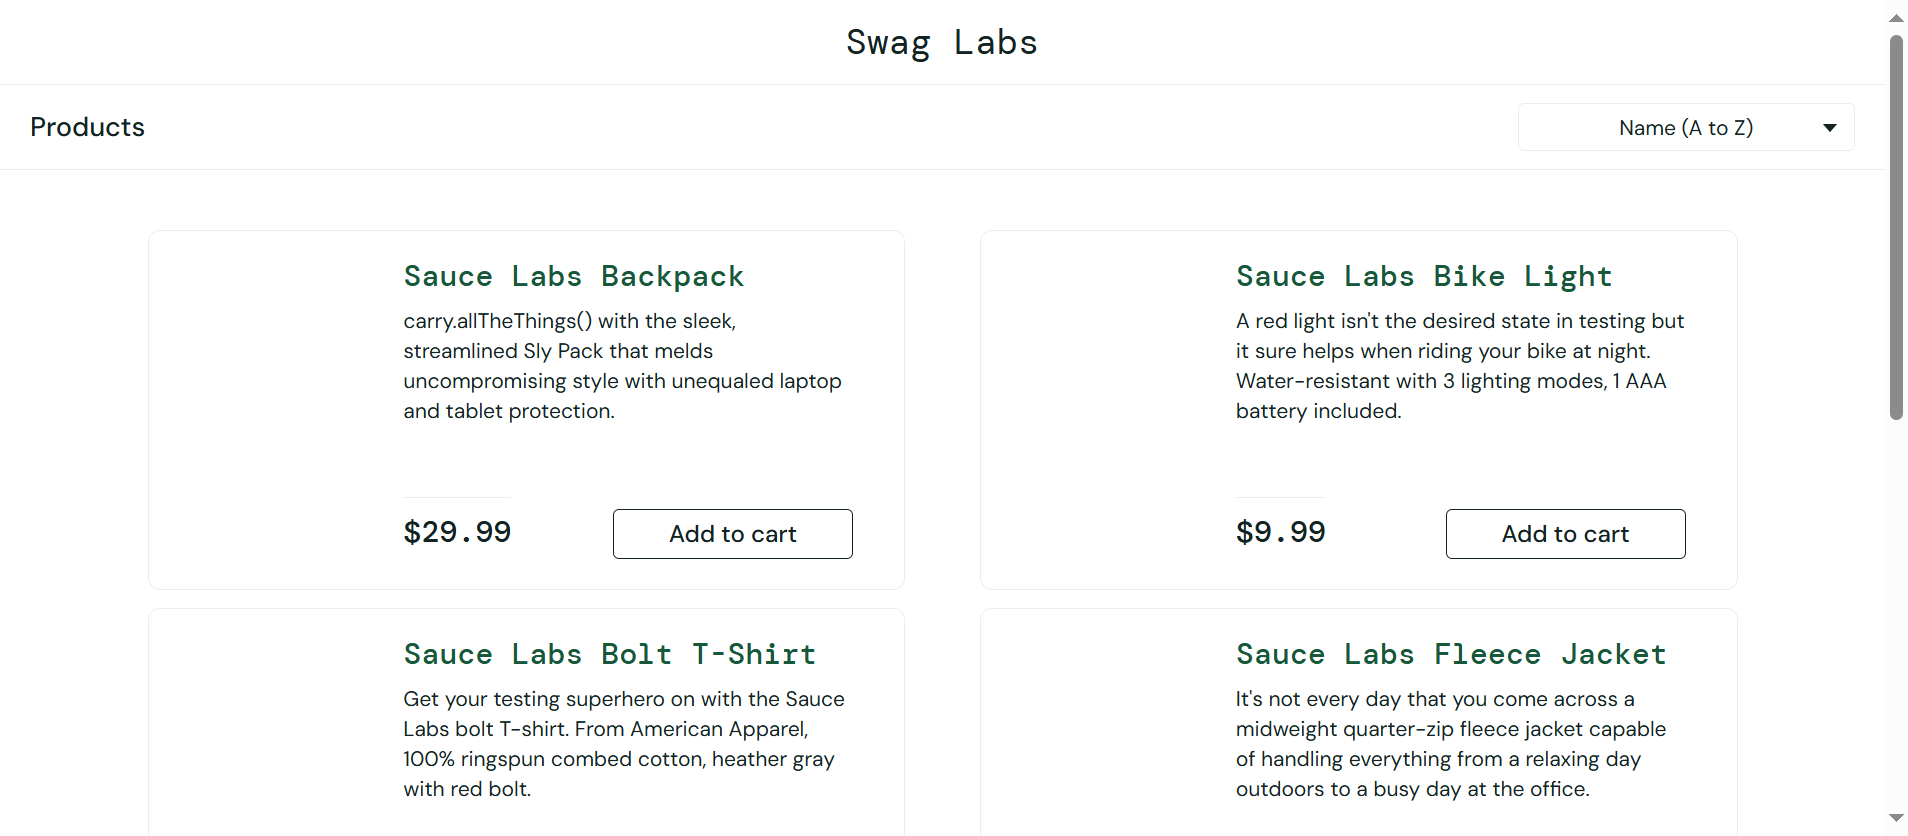 Swag Labs
Products
Name (A to Z)
Sauce Labs Backpack
carry.allTheThings() with the sleek,
streamlined Sly Pack that melds
uncompromising style with unequaled laptop
and tablet protection.
$29.99
Add to cart
Sauce Labs Bike Light
A red light isn't the desired state in testing but
it sure helps when riding your bike at night.
Water-resistant with 3 lighting modes, 1 AAA
battery included.
$9.99
Add to cart
Sauce Labs Bolt T-Shirt
Get your testing superhero on with the Sauce
Labs bolt T-shirt. From American Apparel,
100% ringspun combed cotton, heather gray
with red bolt.
Sauce Labs Fleece Jacket
It's not every day that you come across a
midweight quarter-zip fleece jacket capable
of handling everything from a relaxing day
outdoors to a busy day at the office.